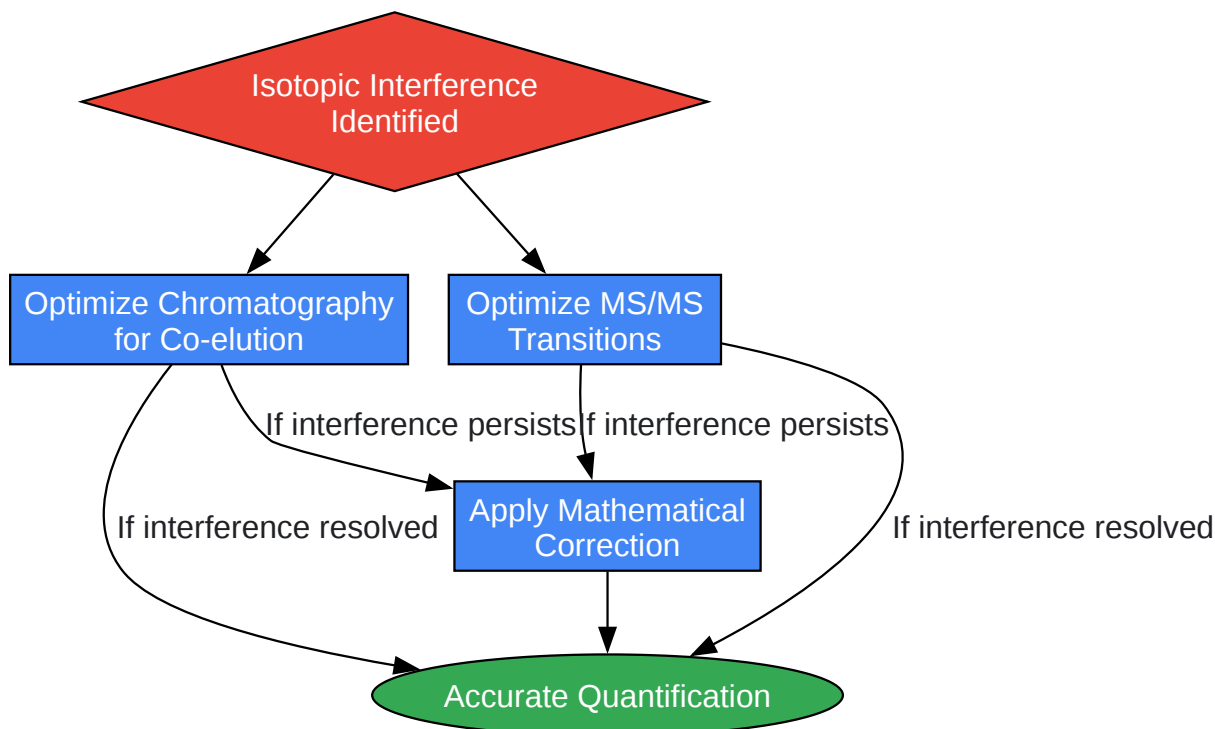 Isotopic Interference
Identified
Optimize Chromatography
for Co-elution
Optimize MS/MS
Transitions
If interference persists
If interference persists
Apply Mathematical
Correction
If interference resolved
If interference resolved
Accurate Quantification